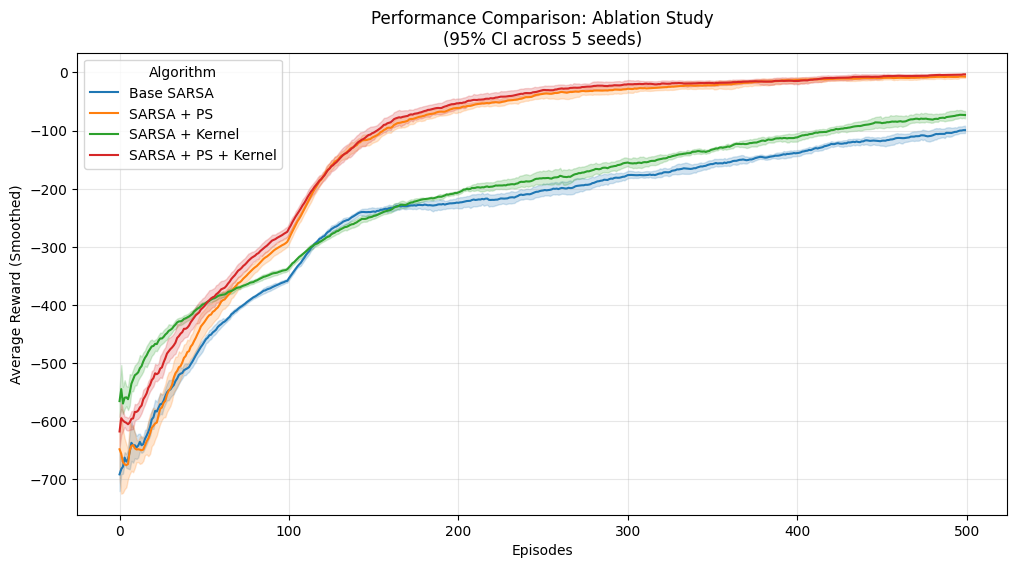 Performance Comparison: Ablation Study
(95% CI across 5 seeds)
Algorithm
Base SARSA
SARSA + PS
SARSA + Kernel
SARSA + PS + Kernel
Average Reward (Smoothed)
0
−100
−200
−300
−400
−500
−600
−700
0
100
200
300
400
500
Episodes